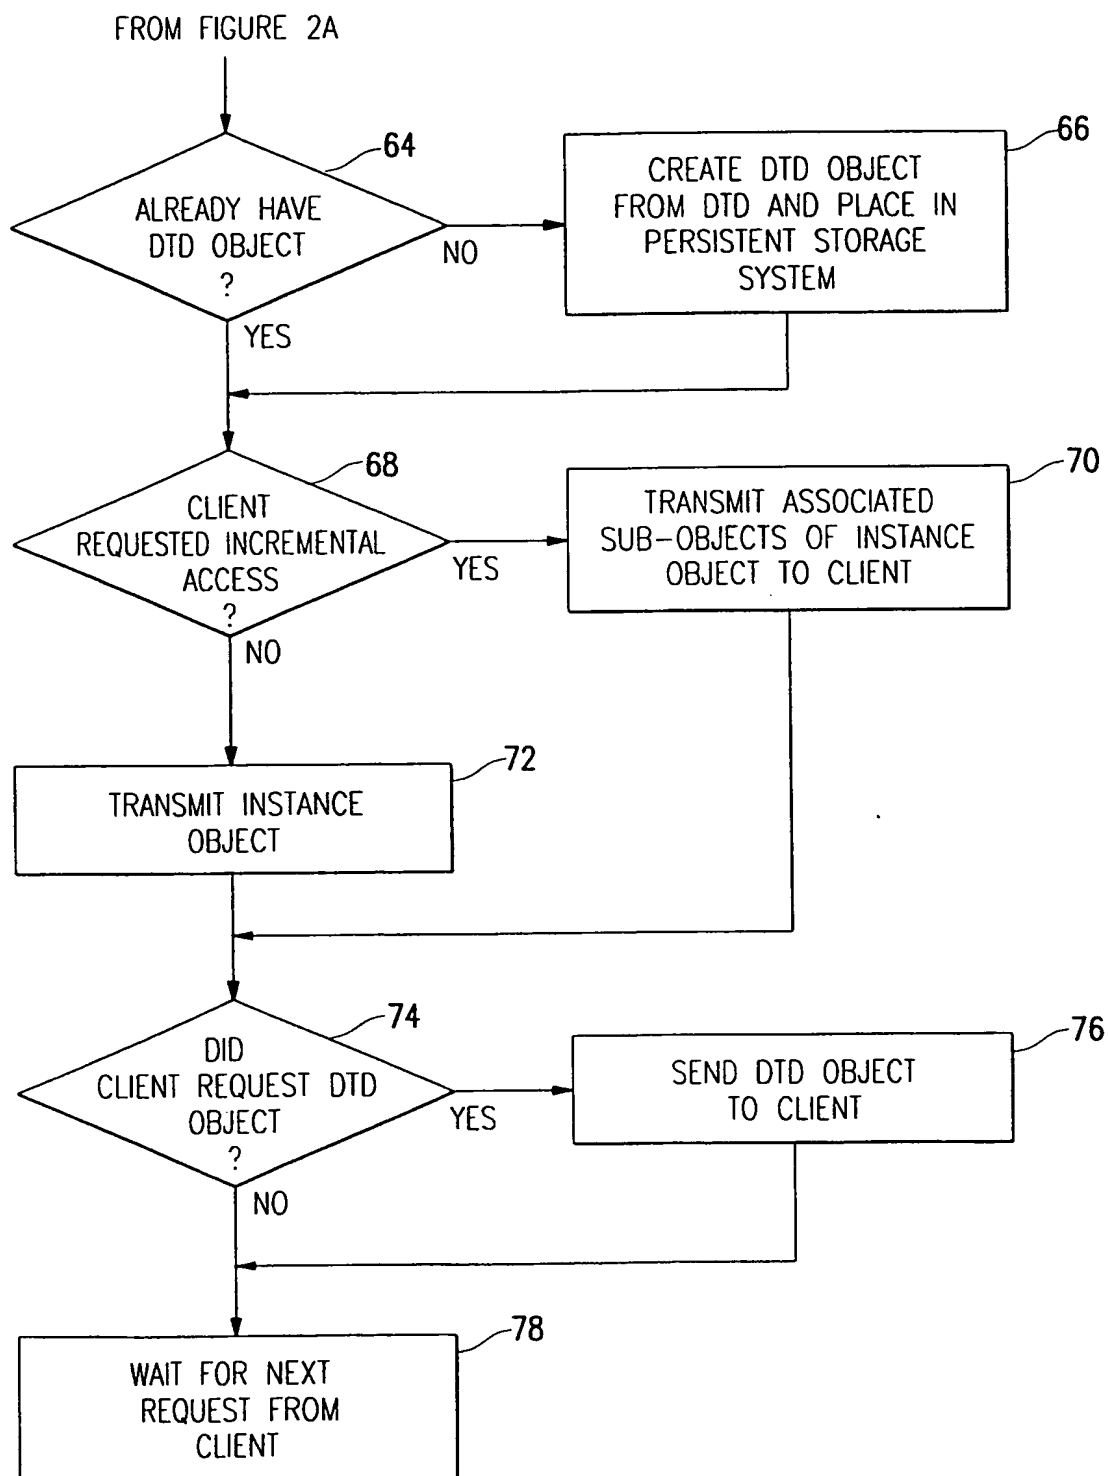 FROM FIGURE 2A
64
ALREADY HAVE
DTD OBJECT
?
NO
YES
66
CREATE DTD OBJECT
FROM DTD AND PLACE IN
PERSISTENT STORAGE
SYSTEM
68
CLIENT
REQUESTED INCREMENTAL
ACCESS
?
YES
NO
70
TRANSMIT ASSOCIATED
SUB-OBJECTS OF INSTANCE
OBJECT TO CLIENT
72
TRANSMIT INSTANCE
OBJECT
74
DID
CLIENT REQUEST DTD
OBJECT
?
YES
NO
76
SEND DTD OBJECT
TO CLIENT
78
WAIT FOR NEXT
REQUEST FROM
CLIENT